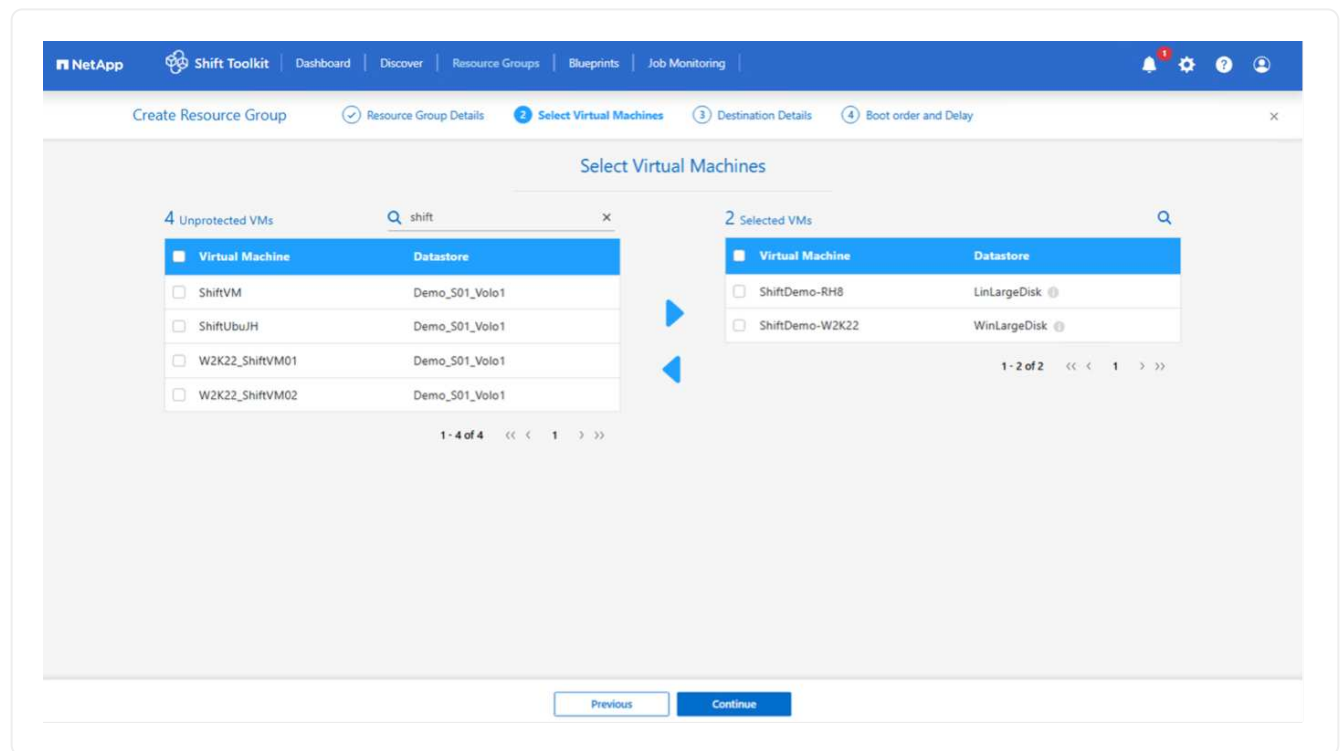 NetApp Shift Toolkit Dashboard Discover Resource Groups Blueprints Job Monitoring 1
Create Resource Group Resource Group Details 2 Select Virtual Machines 3 Destination Details 4 Boot order and Delay
Select Virtual Machines
4 Unprotected VMs shift 2 Selected VMs
Virtual Machine Datastore Virtual Machine Datastore
ShiftVM Demo_S01_Volo1 ShiftDemo-RH8 LinLargeDisk
ShiftUbuJH Demo_S01_Volo1 ShiftDemo-W2K22 WinLargeDisk
W2K22_ShiftVM01 Demo_S01_Volo1 1 - 2 of 2 << < 1 > >>
W2K22_ShiftVM02 Demo_S01_Volo1
1 - 4 of 4 << < 1 > >>
Previous Continue